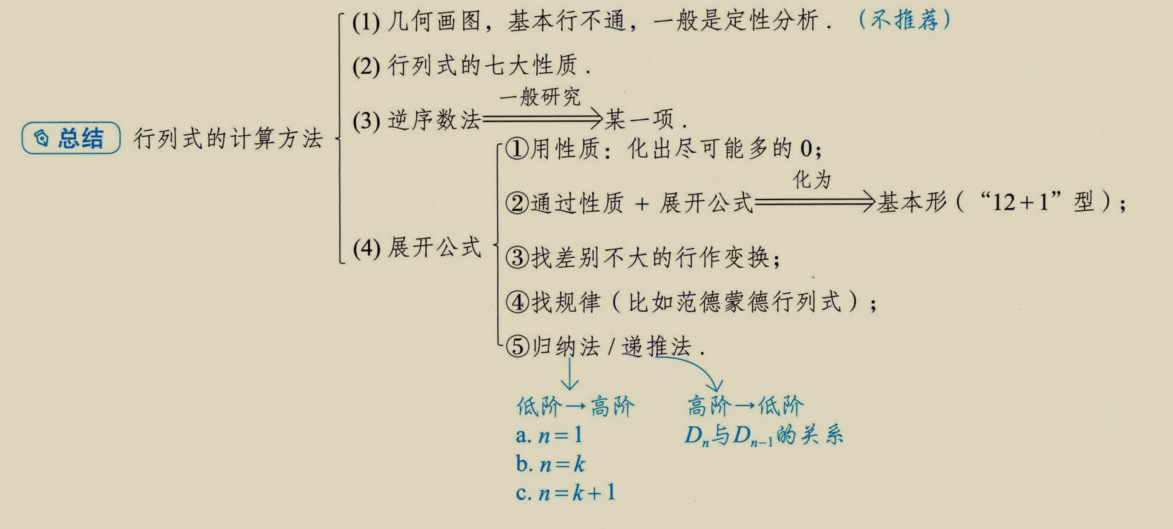 (1) 几何画图，基本行不通，一般是定性分析．（不推荐）
(2) 行列式的七大性质．
一般研究
(3) 逆序数法⟹某一项．
总结 行列式的计算方法
①用性质：化出尽可能多的 0；
化为
②通过性质 + 展开公式⟹基本形（“12+1”型）；
(4) 展开公式
③找差别不大的行作变换；
④找规律（比如范德蒙德行列式）；
⑤归纳法 / 递推法．
低阶→高阶 高阶→低阶
a. n=1 Dₙ与Dₙ₋₁的关系
b. n=k
c. n=k+1